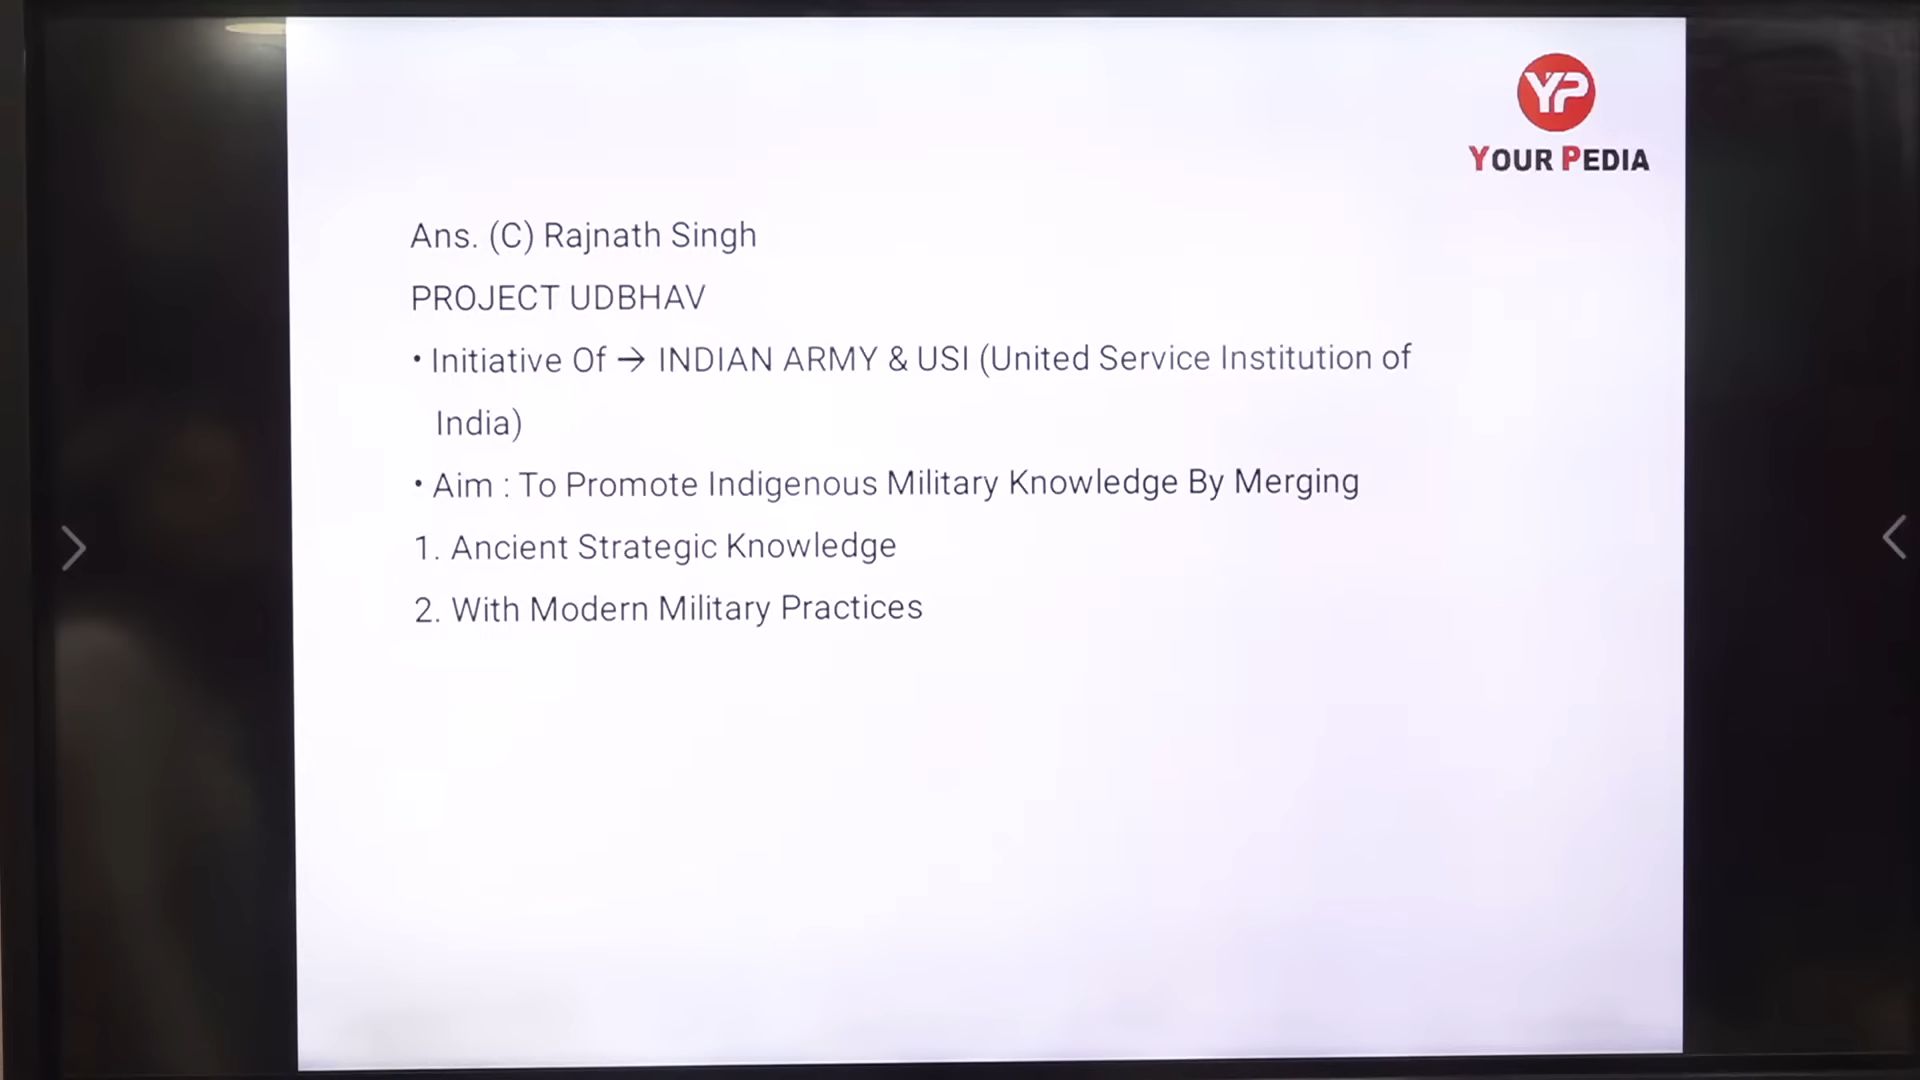 YP
YOUR PEDIA
Ans. (C) Rajnath Singh
PROJECT UDBHAV
• Initiative Of → INDIAN ARMY & USI (United Service Institution of
India)
• Aim : To Promote Indigenous Military Knowledge By Merging
1. Ancient Strategic Knowledge
2. With Modern Military Practices